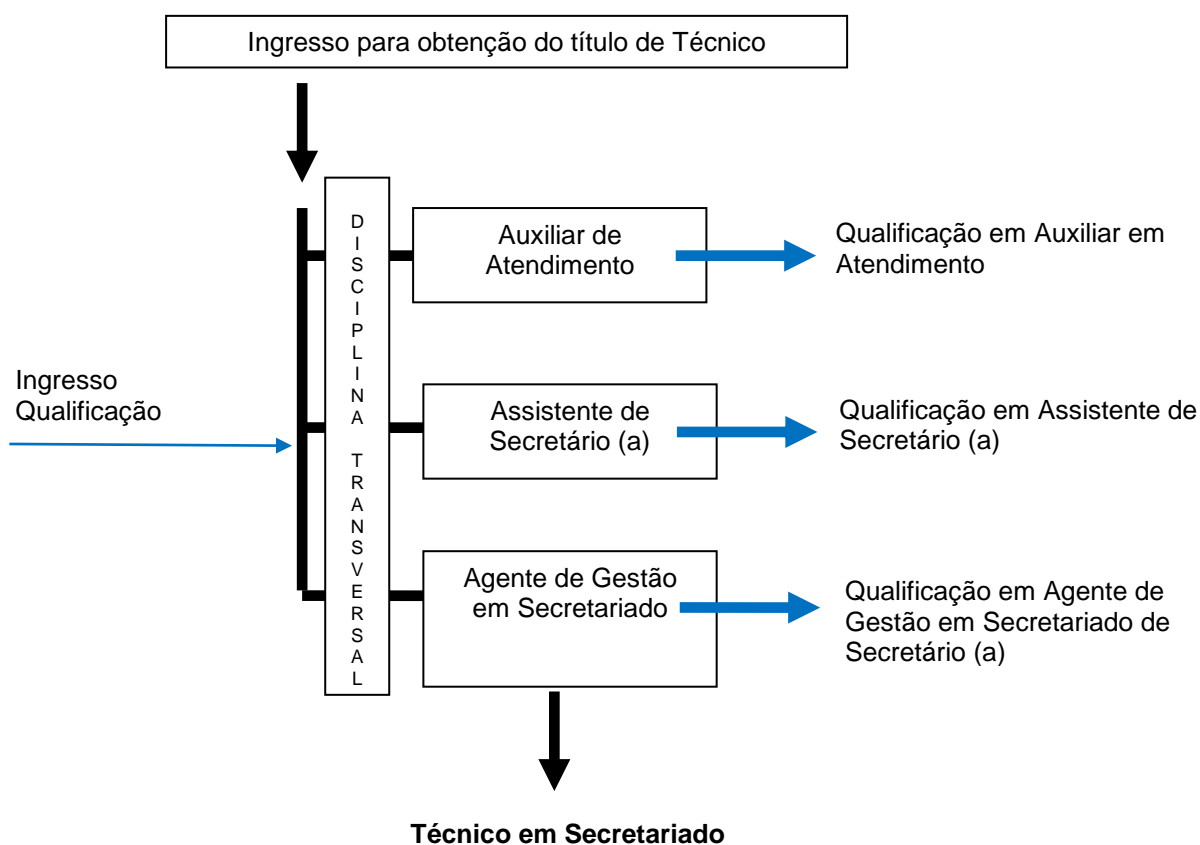 Ingresso para obtenção do título de Técnico
DISCIPLINA TRANSVERSAL
Auxiliar de
Atendimento
Qualificação em Auxiliar em
Atendimento
Ingresso
Qualificação
Assistente de
Secretário (a)
Qualificação em Assistente de
Secretário (a)
Agente de Gestão
em Secretariado
Qualificação em Agente de
Gestão em Secretariado de
Secretário (a)
Técnico em Secretariado